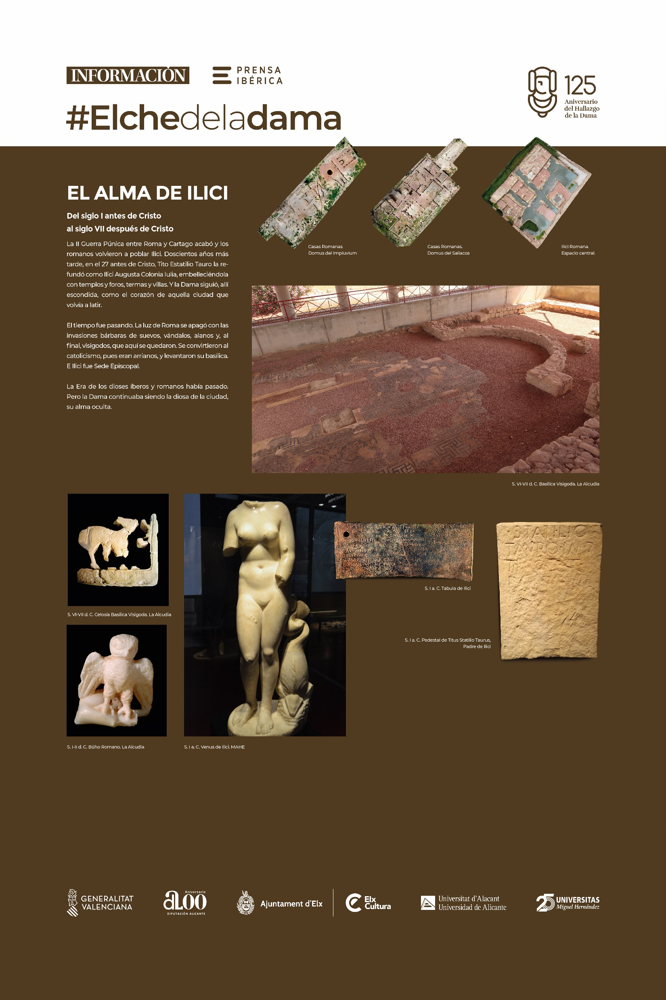 INFORMACIÓN
PRENSA
IBÉRICA
#Elchedeladama
125
Aniversario
del Hallazgo
de la Dama
EL ALMA DE ILICI
Del siglo I antes de Cristo
al siglo VII después de Cristo
La II Guerra Púnica entre Roma y Cartago acabó y los
romanos volvieron a poblar Ilici. Doscientos años más
tarde, en el 27 antes de Cristo, Tito Estatilio Tauro la re-
fundó como Ilici Augusta Colonia Iulia, embelleciéndola
con templos y foros, termas y villas. Y la Dama siguió, allí
escondida, como el corazón de aquella ciudad que
volvía a latir.
El tiempo fue pasando. La luz de Roma se apagó con las
invasiones bárbaras de suevos, vándalos, alanos y, al
final, visigodos, que aquí se quedaron. Se convirtieron al
catolicismo, pues eran arrianos, y levantaron su basílica.
E Ilici fue Sede Episcopal.
La Era de los dioses íberos y romanos había pasado.
Pero la Dama continuaba siendo la diosa de la ciudad,
su alma oculta.
Casas Romanas.
Domus del Impluvium
Casas Romanas.
Domus del Sailacos
Ilici Romana.
Espacio central.
S. VI-VII d. C. Basílica Visigoda. La Alcudia
S. VI-VII d. C. Celosía Basílica Visigoda. La Alcudia
S. I-II d. C. Búho Romano. La Alcudia
S. I a. C. Venus de Ilici. MAHE
S. I a. C. Tabula de Ilici
S. I a. C. Pedestal de Titus Statilio Taurus,
Padre de Ilici
GENERALITAT
VALENCIANA
Aniversario
aL00
DIPUTACIÓN ALICANTE
Ajuntament d'Elx
Elx
Cultura
Universitat d'Alacant
Universidad de Alicante
25
UNIVERSITAS
Miguel Hernández